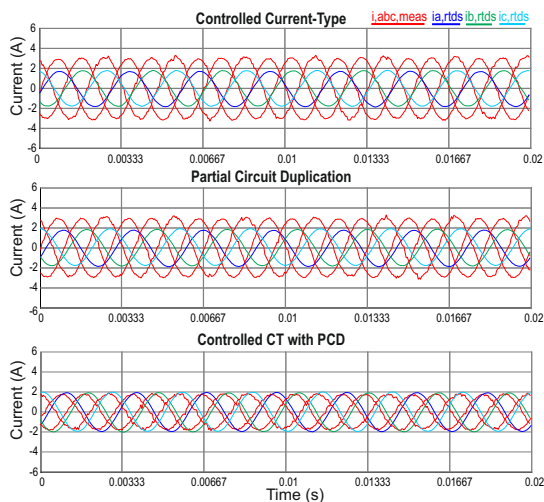 Controlled Current-Type
i,abc,meas ia,rtds ib,rtds ic,rtds
Current (A)
6
4
2
0
-2
-4
-6
0 0.00333 0.00667 0.01 0.01333 0.01667 0.02
Partial Circuit Duplication
Current (A)
6
4
2
0
-2
-4
-6
0 0.00333 0.00667 0.01 0.01333 0.01667 0.02
Controlled CT with PCD
Current (A)
6
4
2
0
-2
-4
-6
0 0.00333 0.00667 0.01 0.01333 0.01667 0.02
Time (s)